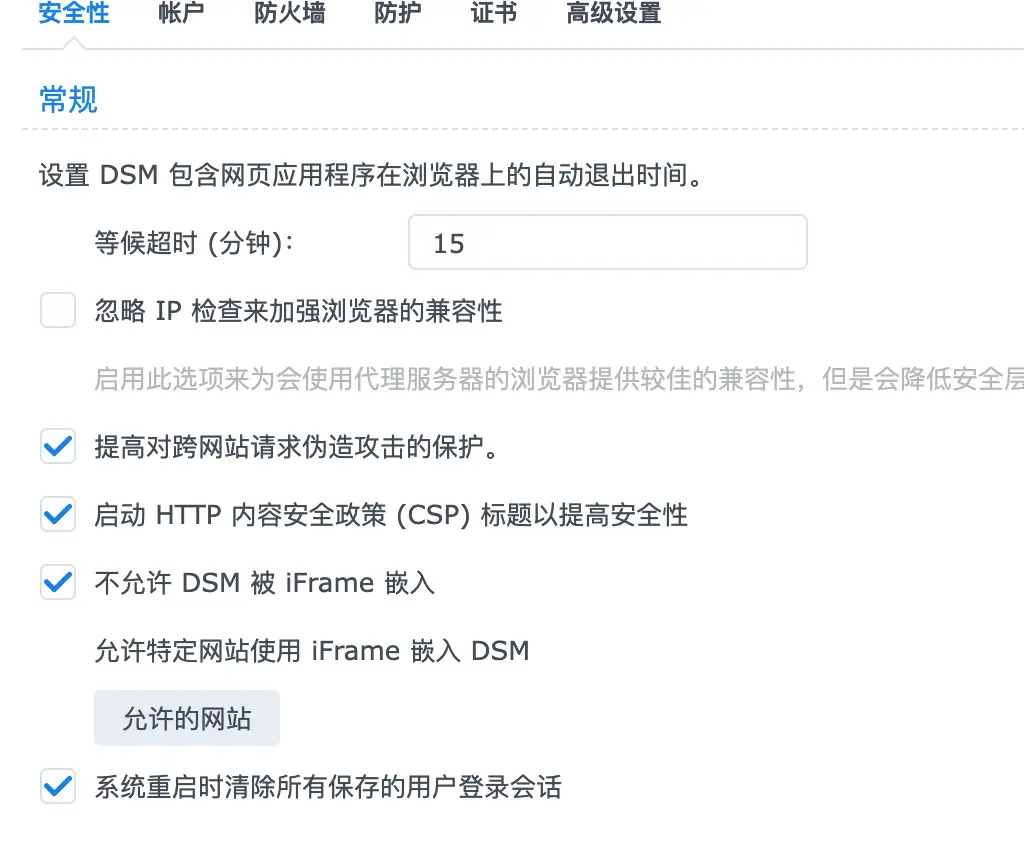 安全性 帐户 防火墙 防护 证书 高级设置
常规
设置 DSM 包含网页应用程序在浏览器上的自动退出时间。
等候超时 (分钟): 15
忽略 IP 检查来加强浏览器的兼容性
启用此选项来为会使用代理服务器的浏览器提供较佳的兼容性，但是会降低安全层
提高对跨网站请求伪造攻击的保护。
启动 HTTP 内容安全政策 (CSP) 标题以提高安全性
不允许 DSM 被 iFrame 嵌入
允许特定网站使用 iFrame 嵌入 DSM
允许的网站
系统重启时清除所有保存的用户登录会话